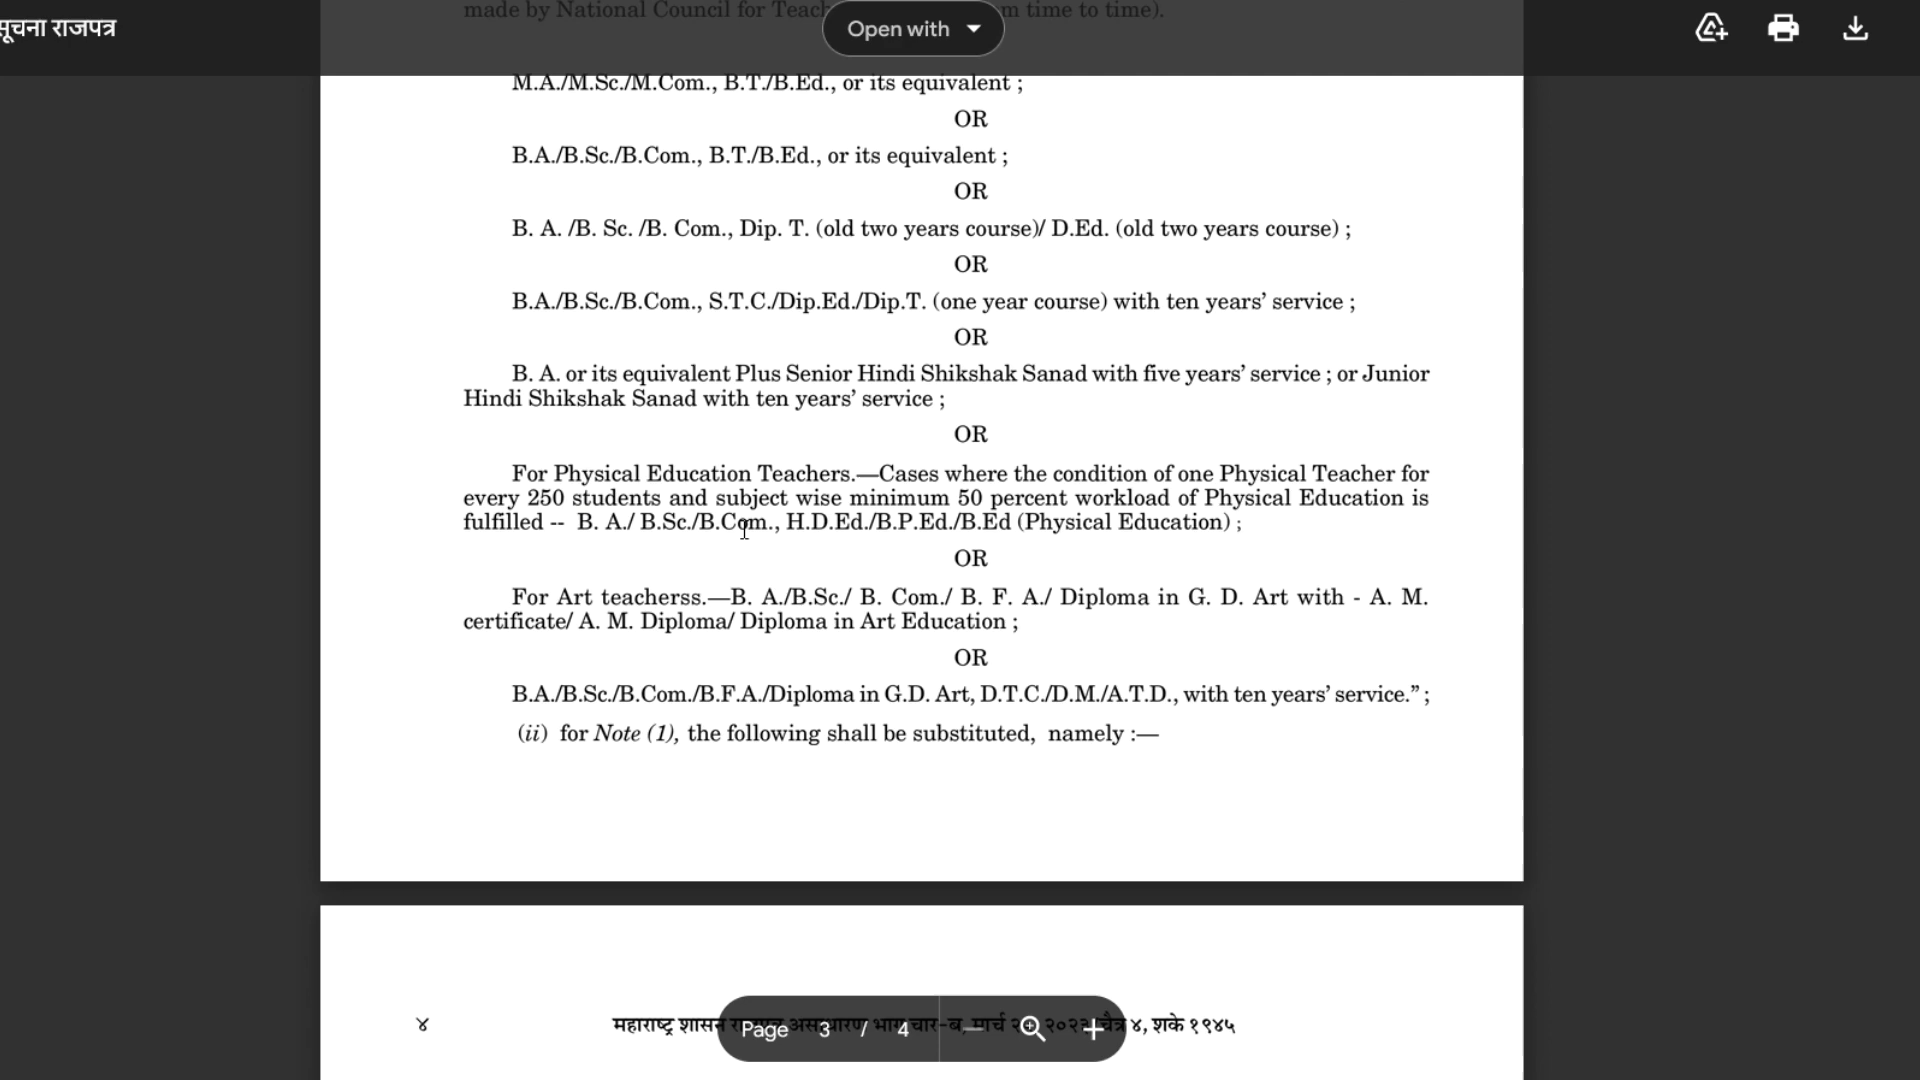 सूचना राजपत्र
Open with
made by National Council for Teac m time to time).
M.A./M.Sc./M.Com., B.T./B.Ed., or its equivalent ;
OR
B.A./B.Sc./B.Com., B.T./B.Ed., or its equivalent ;
OR
B. A. /B. Sc. /B. Com., Dip. T. (old two years course)/ D.Ed. (old two years course) ;
OR
B.A./B.Sc./B.Com., S.T.C./Dip.Ed./Dip.T. (one year course) with ten years’ service ;
OR
B. A. or its equivalent Plus Senior Hindi Shikshak Sanad with five years’ service ; or Junior
Hindi Shikshak Sanad with ten years’ service ;
OR
For Physical Education Teachers.—Cases where the condition of one Physical Teacher for
every 250 students and subject wise minimum 50 percent workload of Physical Education is
fulfilled -- B. A./ B.Sc./B.Com., H.D.Ed./B.P.Ed./B.Ed (Physical Education) ;
OR
For Art teacherss.—B. A./B.Sc./ B. Com./ B. F. A./ Diploma in G. D. Art with - A. M.
certificate/ A. M. Diploma/ Diploma in Art Education ;
OR
B.A./B.Sc./B.Com./B.F.A./Diploma in G.D. Art, D.T.C./D.M./A.T.D., with ten years’ service.” ;
(ii) for Note (1), the following shall be substituted, namely :—
४ महाराष्ट्र शासन राजपत्र असाधारण भाग चार-ब, मार्च चैत्र ४, शके १९४५
Page 3 / 4